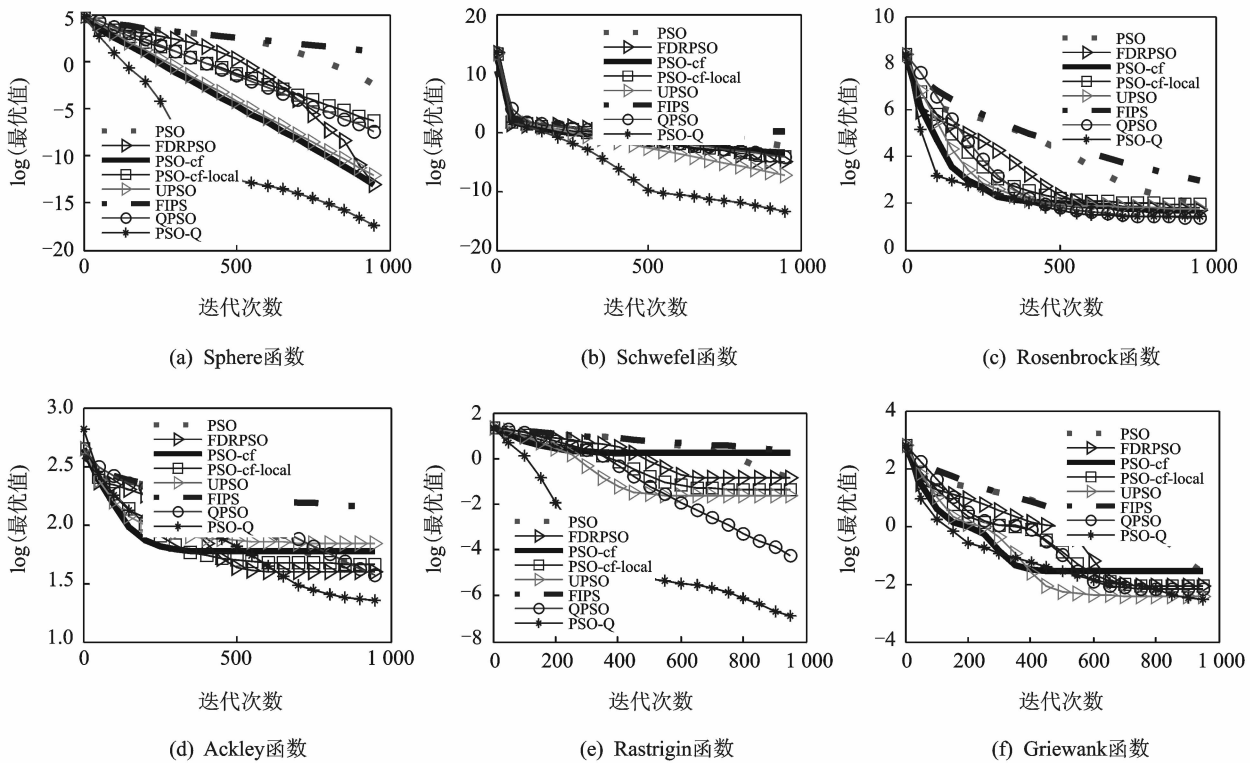 log(最优值)
5
0
−5
−10
−15
−20
0
500
1 000
PSO
FDRPSO
PSO-cf
PSO-cf-local
UPSO
FIPS
QPSO
PSO-Q
迭代次数
(a) Sphere函数
log(最优值)
20
10
0
−10
−20
0
500
1 000
PSO
FDRPSO
PSO-cf
PSO-cf-local
UPSO
FIPS
QPSO
PSO-Q
迭代次数
(b) Schwefel函数
log(最优值)
10
8
6
4
2
0
0
500
1 000
PSO
FDRPSO
PSO-cf
PSO-cf-local
UPSO
FIPS
QPSO
PSO-Q
迭代次数
(c) Rosenbrock函数
log(最优值)
3.0
2.5
2.0
1.5
1.0
0
500
1 000
PSO
FDRPSO
PSO-cf
PSO-cf-local
UPSO
FIPS
QPSO
PSO-Q
迭代次数
(d) Ackley函数
log(最优值)
2
0
−2
−4
−6
−8
0
200
400
600
800
1 000
PSO
FDRPSO
PSO-cf
PSO-cf-local
UPSO
FIPS
QPSO
PSO-Q
迭代次数
(e) Rastrigin函数
log(最优值)
4
2
0
−2
−4
0
200
400
600
800
1 000
PSO
FDRPSO
PSO-cf
PSO-cf-local
UPSO
FIPS
QPSO
PSO-Q
迭代次数
(f) Griewank函数